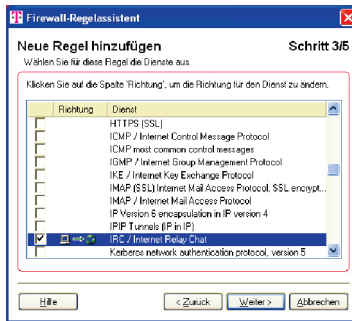 T Firewall-Regelassistent
Neue Regel hinzufügen
Schritt 3/5
Wählen Sie für diese Regel die Dienste aus.
Klicken Sie auf die Spalte 'Richtung', um die Richtung für den Dienst zu ändern.
Richtung Dienst
HTTPS (SSL)
ICMP / Internet Control Message Protocol
ICMP most common control messages
IGMP / Internet Group Management Protocol
IKE / Internet Key Exchange Protocol
IMAP (SSL) Internet Mail Access Protocol, SSL encrypt...
IMAP / Internet Mail Access Protocol
IP Version 6 encapsulation in IP version 4
IPIP Tunnels (IP in IP)
IRC / Internet Relay Chat
Kerberos network authentication protocol, version 5
Hilfe
< Zurück
Weiter >
Abbrechen